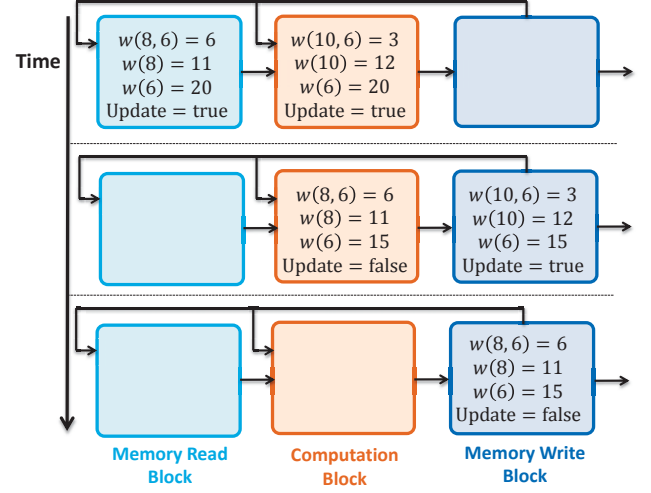 Time
w(8, 6) = 6
w(8) = 11
w(6) = 20
Update = true
w(10, 6) = 3
w(10) = 12
w(6) = 20
Update = true
w(8, 6) = 6
w(8) = 11
w(6) = 15
Update = false
w(10, 6) = 3
w(10) = 12
w(6) = 15
Update = true
w(8, 6) = 6
w(8) = 11
w(6) = 15
Update = false
Memory Read
Block
Computation
Block
Memory Write
Block